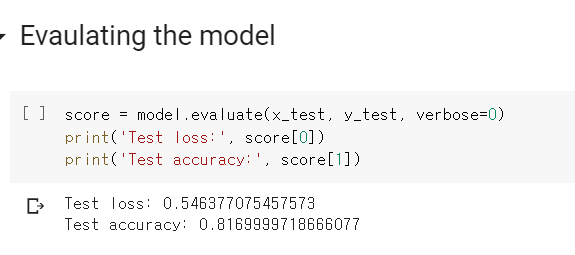 Evaulating the model
[ ] score = model.evaluate(x_test, y_test, verbose=0)
print('Test loss:', score[0])
print('Test accuracy:', score[1])
Test loss: 0.546377075457573
Test accuracy: 0.8169999718666077